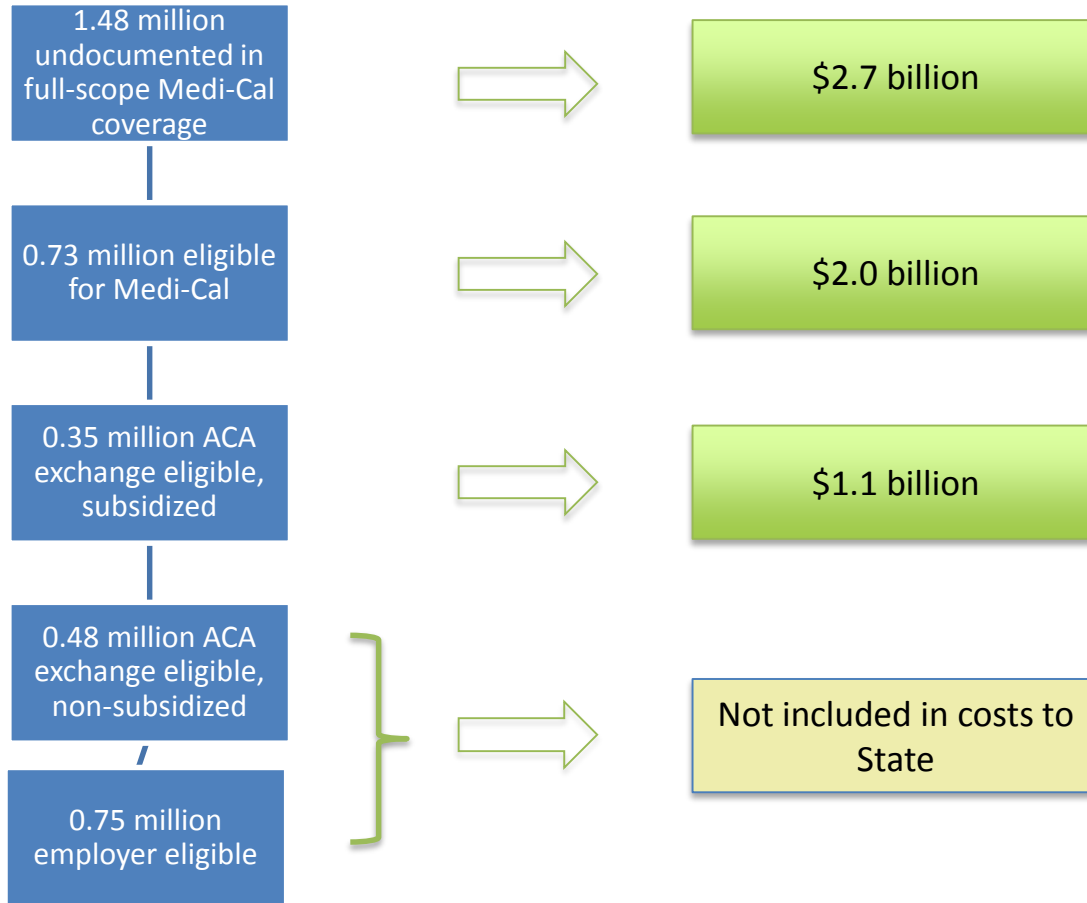 1.48 million
undocumented in
full-scope Medi-Cal
coverage
$2.7 billion
0.73 million eligible
for Medi-Cal
$2.0 billion
0.35 million ACA
exchange eligible,
subsidized
$1.1 billion
0.48 million ACA
exchange eligible,
non-subsidized
0.75 million
employer eligible
Not included in costs to
State